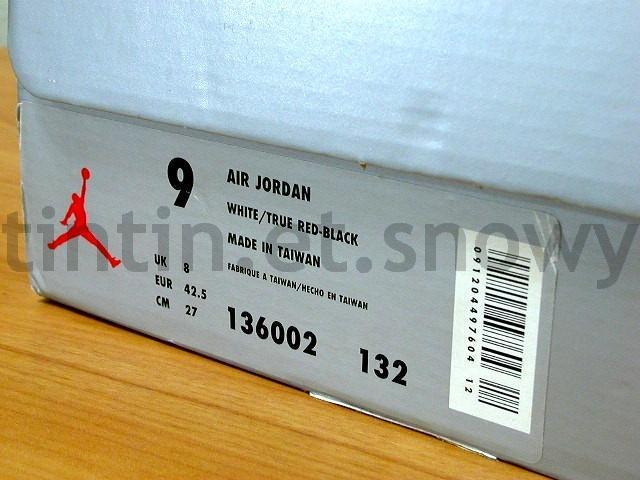 9
AIR JORDAN
WHITE/TRUE RED-BLACK
MADE IN TAIWAN
FABRIQUE A TAIWAN/HECHO EN TAIWAN
UK 8
EUR 42.5
CM 27
136002 132
091204497604 12
tintin.et.snowy